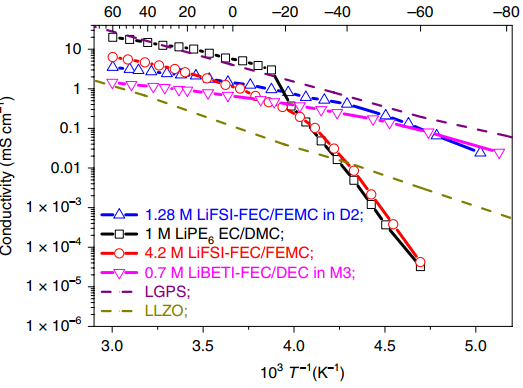 60 40 20 0 −20 −40 −60 −80
Conductivity (mS cm⁻¹)
10
1
0.1
0.01
1 × 10⁻³
1 × 10⁻⁴
1 × 10⁻⁵
1 × 10⁻⁶
1.28 M LiFSI-FEC/FEMC in D2;
1 M LiPE₆ EC/DMC;
4.2 M LiFSI-FEC/FEMC;
0.7 M LiBETI-FEC/DEC in M3;
LGPS;
LLZO;
3.0 3.5 4.0 4.5 5.0
10³ T⁻¹(K⁻¹)